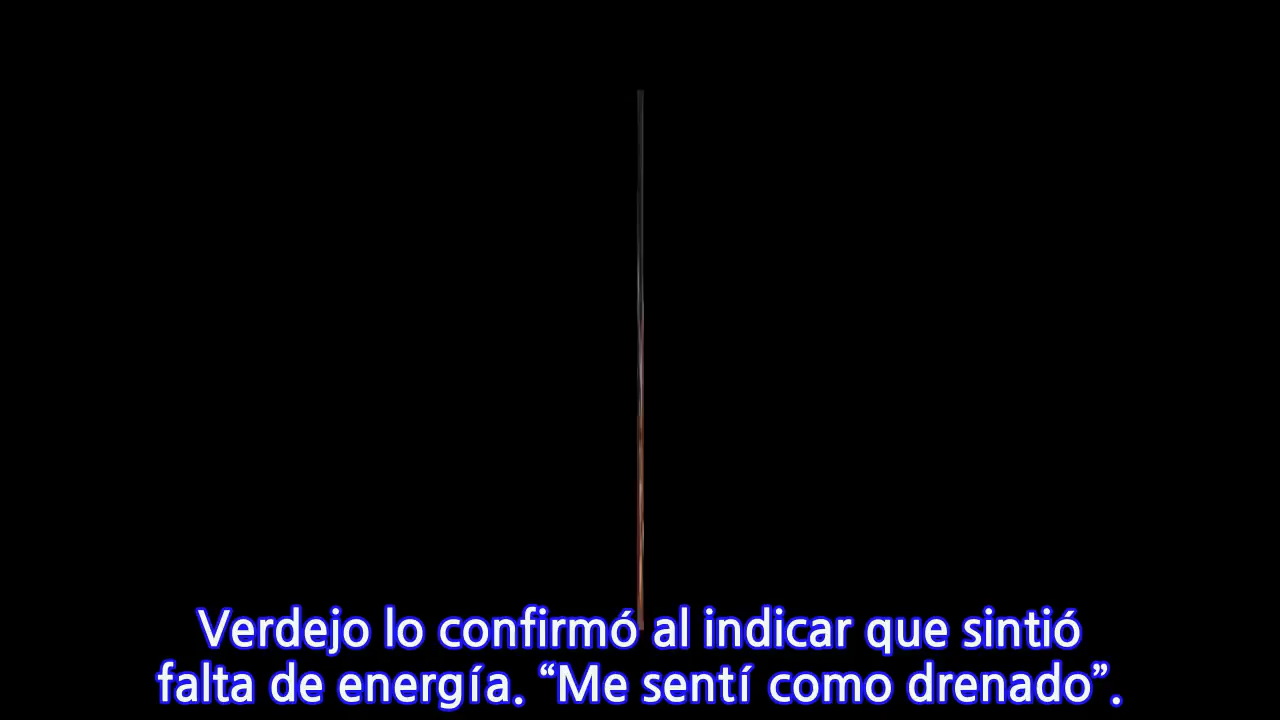 Verdejo lo confirmó al indicar que sintió
falta de energía. “Me sentí como drenado”.